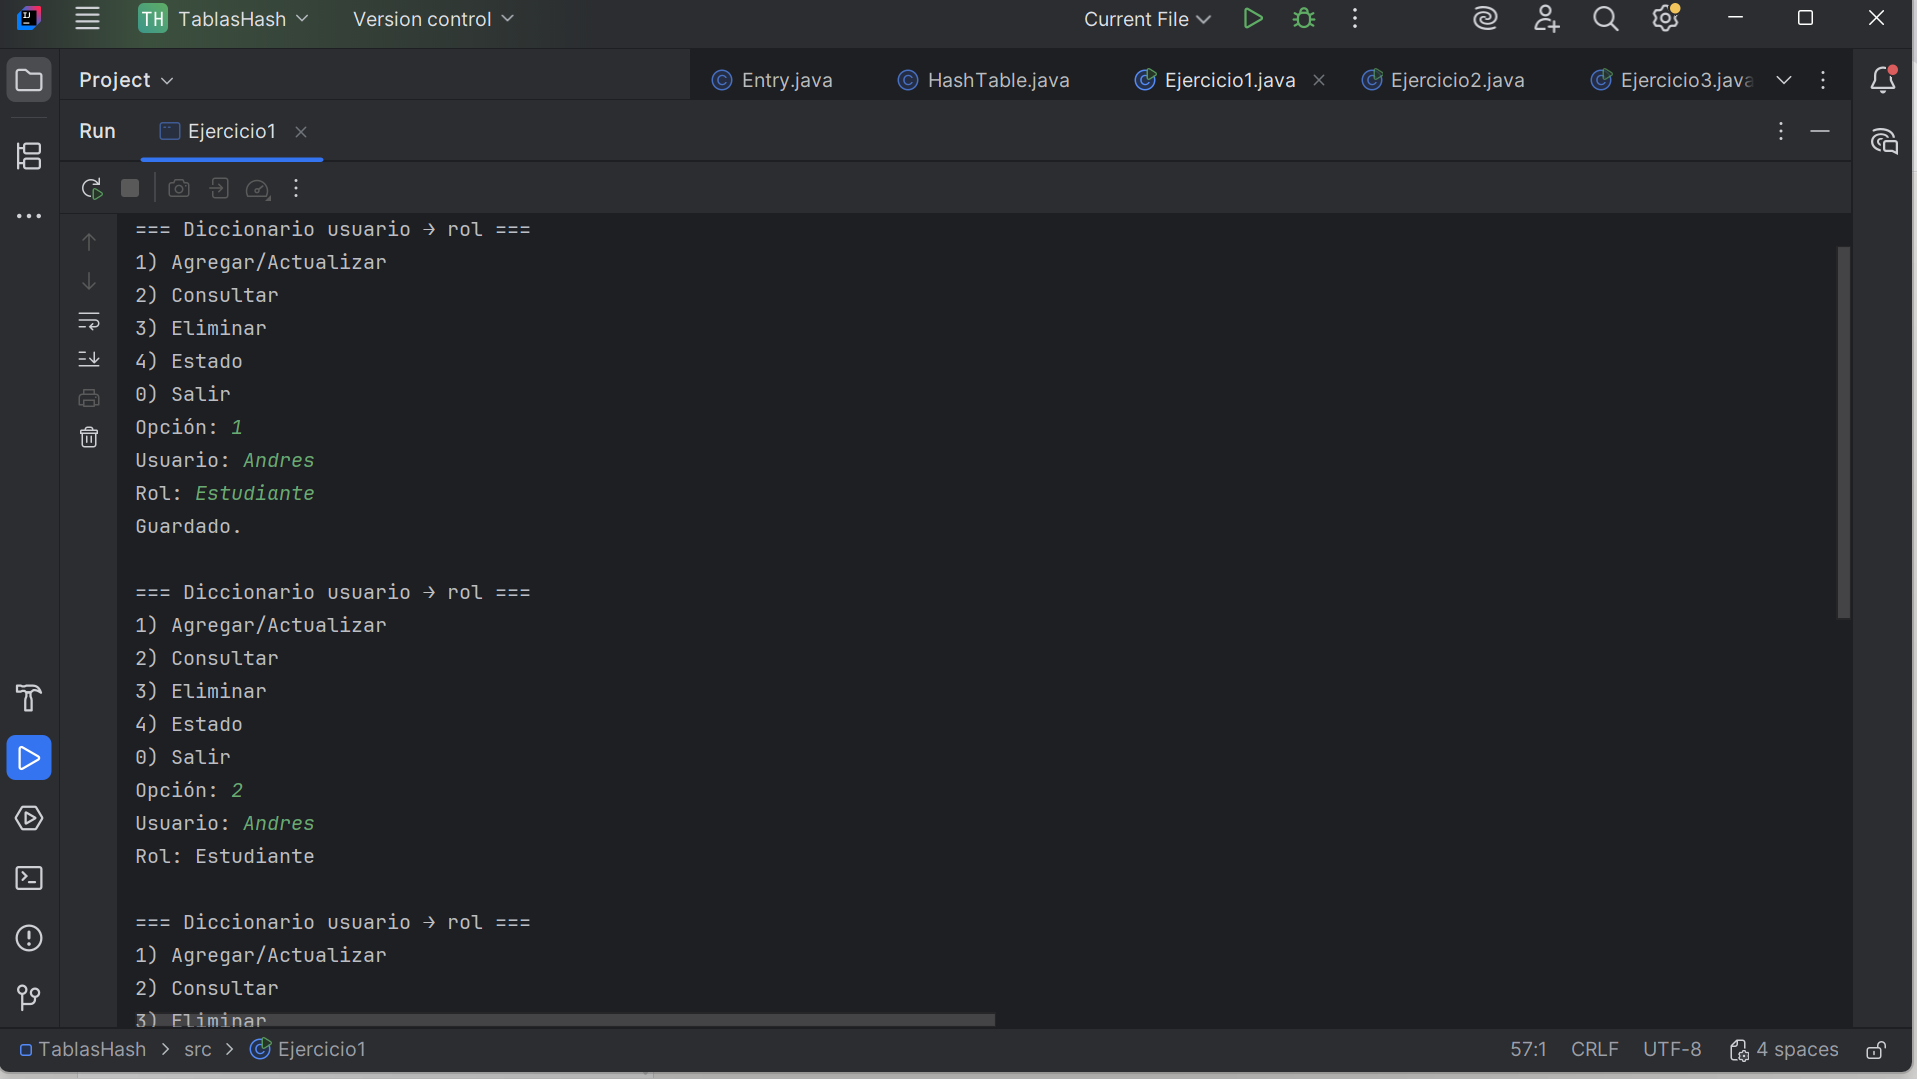 TH TablasHash Version control Current File
Project Entry.java HashTable.java Ejercicio1.java Ejercicio2.java Ejercicio3.java
Run Ejercicio1
=== Diccionario usuario → rol ===
1) Agregar/Actualizar
2) Consultar
3) Eliminar
4) Estado
0) Salir
Opción: 1
Usuario: Andres
Rol: Estudiante
Guardado.
=== Diccionario usuario → rol ===
1) Agregar/Actualizar
2) Consultar
3) Eliminar
4) Estado
0) Salir
Opción: 2
Usuario: Andres
Rol: Estudiante
=== Diccionario usuario → rol ===
1) Agregar/Actualizar
2) Consultar
3) Eliminar
TablasHash > src > Ejercicio1 57:1 CRLF UTF-8 4 spaces